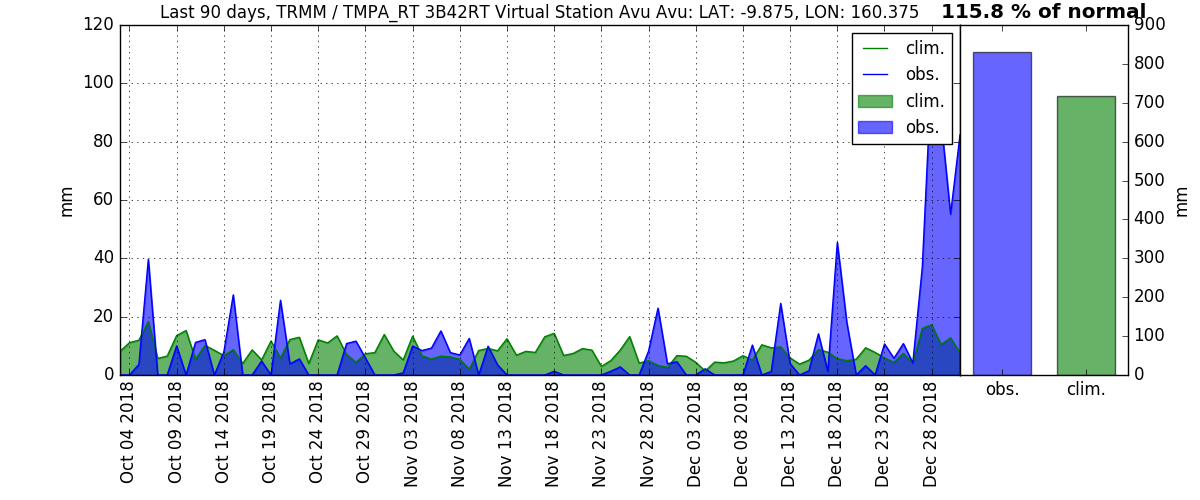 Last 90 days, TRMM / TMPA_RT 3B42RT Virtual Station Avu Avu: LAT: -9.875, LON: 160.375
115.8 % of normal
120
100
80
60
40
20
0
mm
clim.
obs.
clim.
obs.
900
800
700
600
500
400
300
200
100
0
mm
Oct 04 2018
Oct 09 2018
Oct 14 2018
Oct 19 2018
Oct 24 2018
Oct 29 2018
Nov 03 2018
Nov 08 2018
Nov 13 2018
Nov 18 2018
Nov 23 2018
Nov 28 2018
Dec 03 2018
Dec 08 2018
Dec 13 2018
Dec 18 2018
Dec 23 2018
Dec 28 2018
obs.
clim.